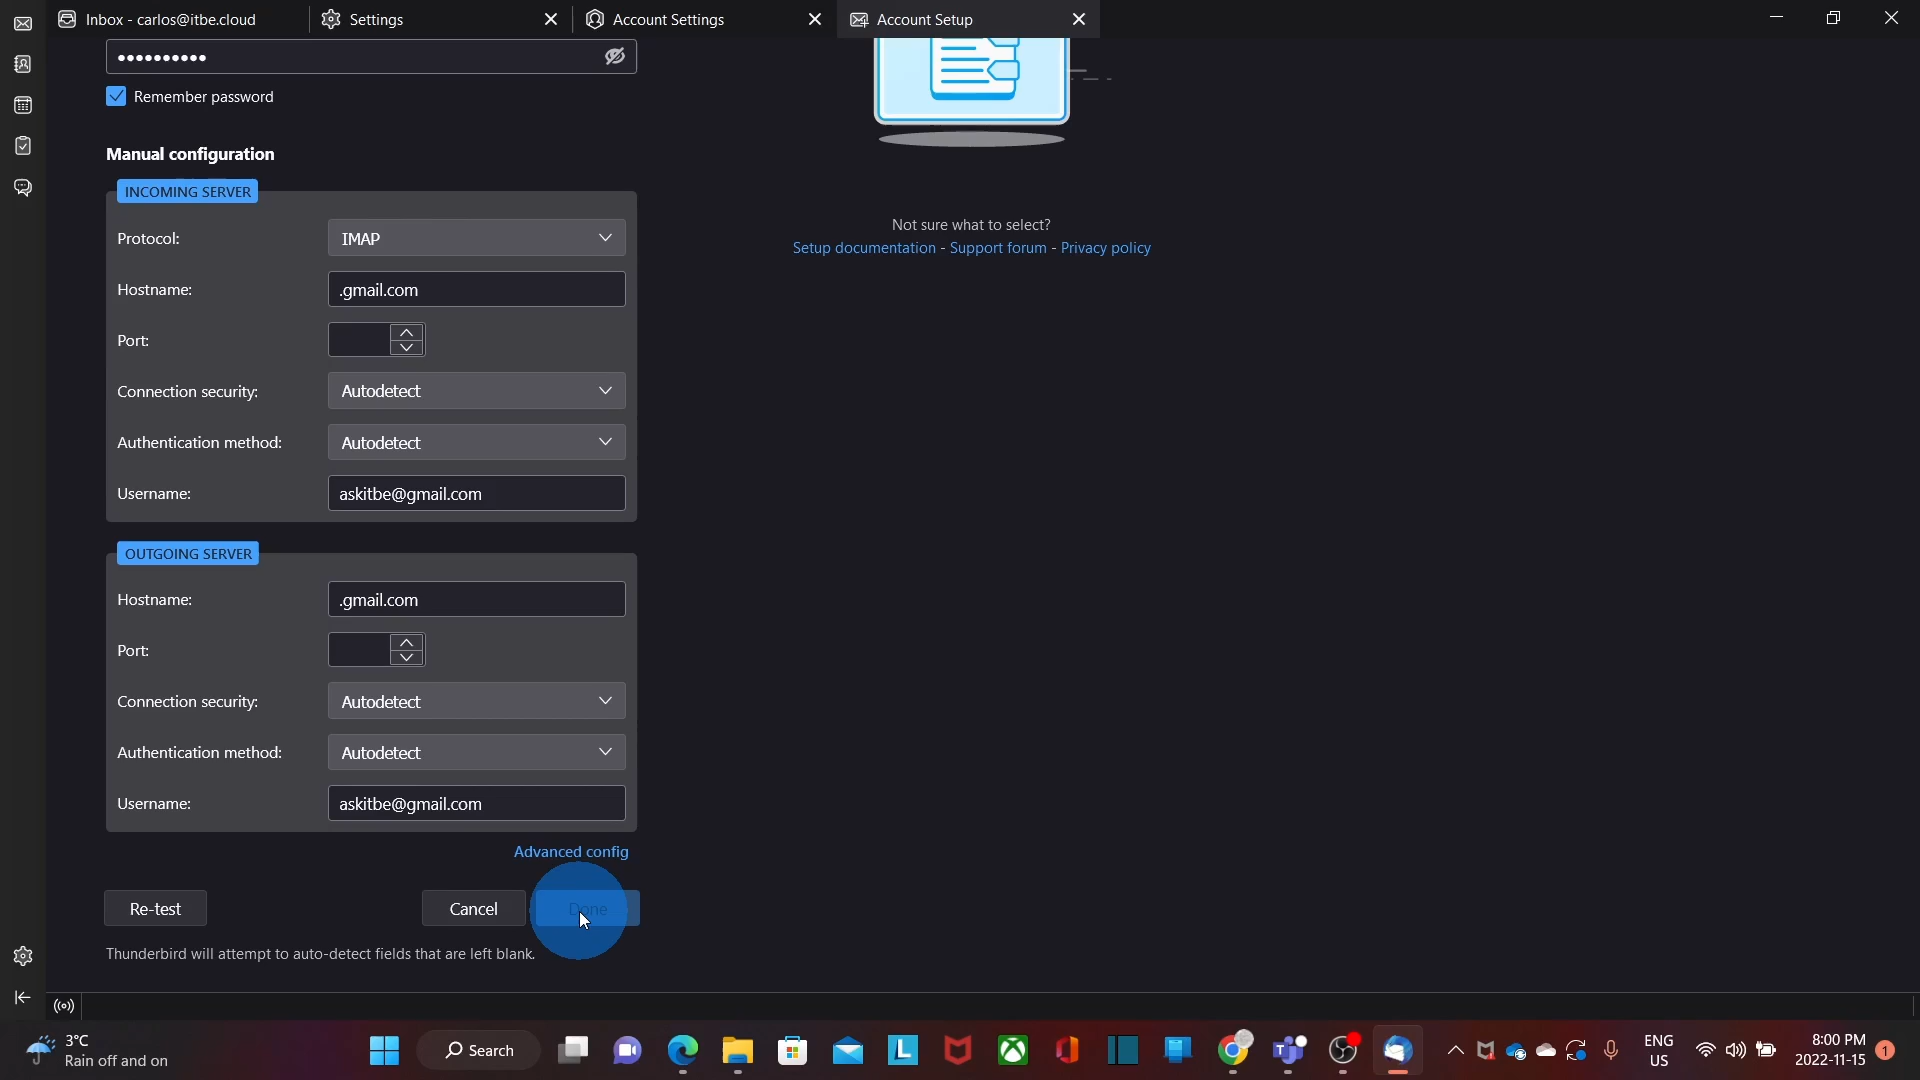 Inbox - carlos@itbe.cloud
Settings
Account Settings
Account Setup
••••••••••
Remember password
Manual configuration
INCOMING SERVER
Protocol: IMAP
Hostname: .gmail.com
Port:
Connection security: Autodetect
Authentication method: Autodetect
Username: askitbe@gmail.com
OUTGOING SERVER
Hostname: .gmail.com
Port:
Connection security: Autodetect
Authentication method: Autodetect
Username: askitbe@gmail.com
Advanced config
Re-test
Cancel
Done
Thunderbird will attempt to auto-detect fields that are left blank.
Not sure what to select?
Setup documentation - Support forum - Privacy policy
3°C
Rain off and on
Search
L
T
ENG
US
8:00 PM
2022-11-15
1